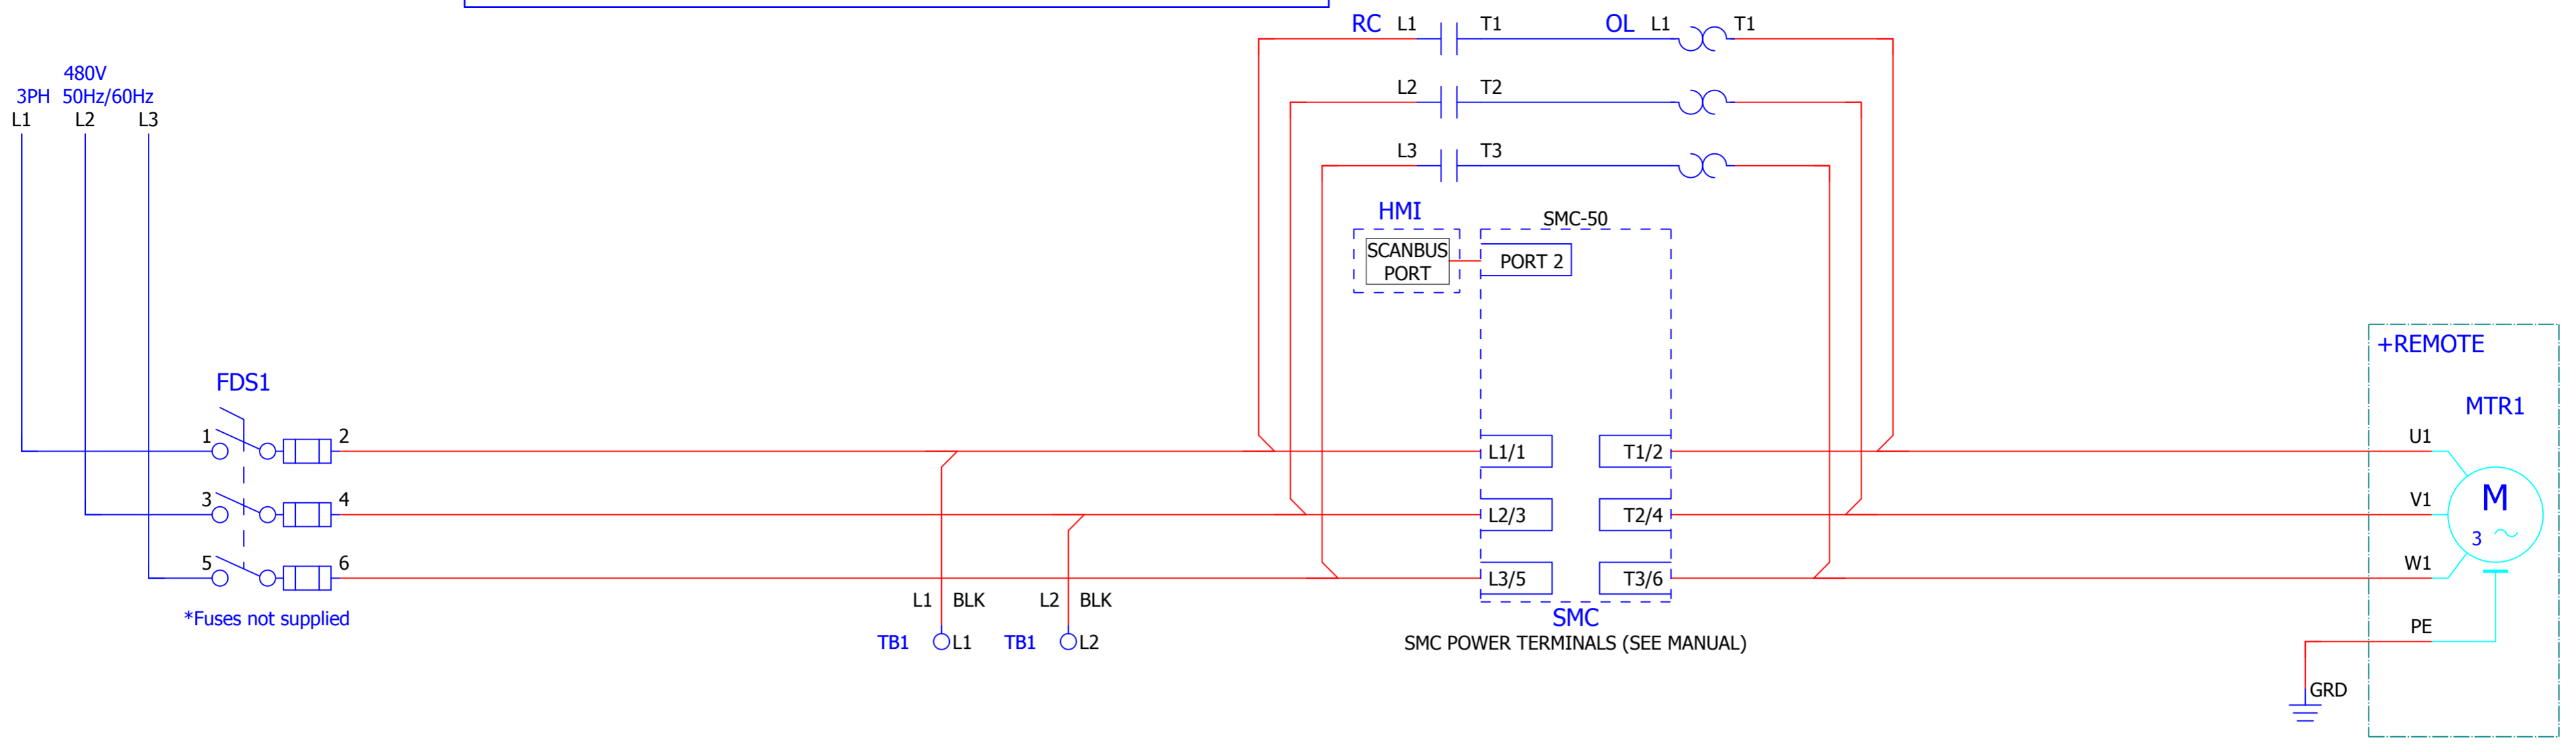 RC L1 T1 OL L1 T1
480V
3PH 50Hz/60Hz
L1 L2 L3
L2 T2
L3 T3
HMI
SCANBUS
PORT
SMC-50
PORT 2
+REMOTE
FDS1
MTR1
1 2
L1/1 T1/2
U1
3 4
L2/3 T2/4
V1
M
3
5 6
L3/5 T3/6
W1
*Fuses not supplied
L1 BLK L2 BLK
TB1 L1 TB1 L2
SMC
SMC POWER TERMINALS (SEE MANUAL)
PE
GRD